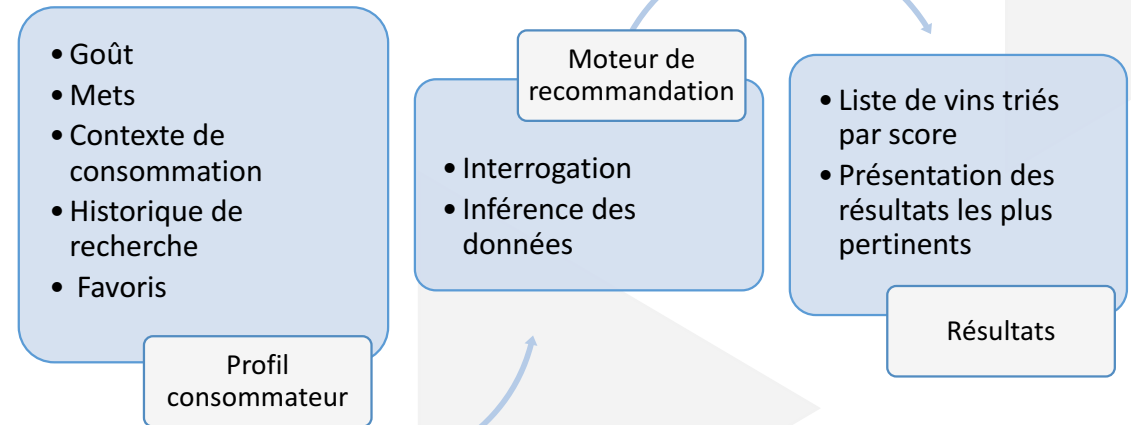 • Goût
• Mets
• Contexte de
consommation
• Historique de
recherche
• Favoris
Profil
consommateur
Moteur de
recommandation
• Interrogation
• Inférence des
données
• Liste de vins triés
par score
• Présentation des
résultats les plus
pertinents
Résultats